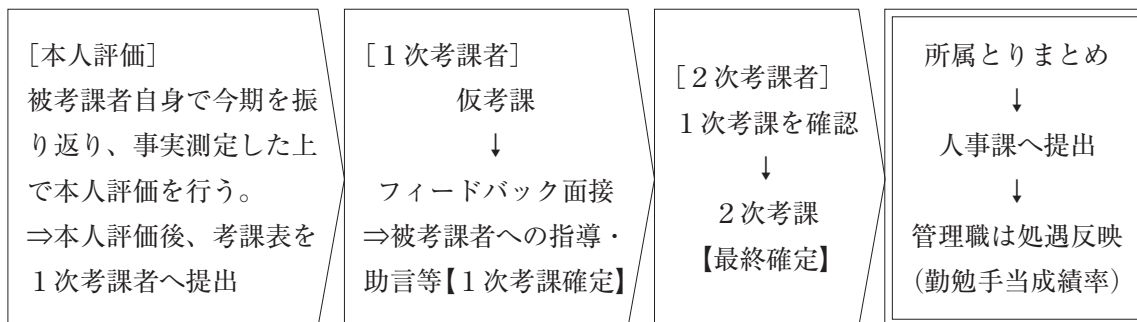 ［本人評価］
被考課者自身で今期を振
り返り、事実測定した上
で本人評価を行う。
⇒本人評価後、考課表を
１次考課者へ提出
［１次考課者］
仮考課
↓
フィードバック面接
⇒被考課者への指導・
助言等【１次考課確定】
［２次考課者］
１次考課を確認
↓
２次考課
【最終確定】
所属とりまとめ
↓
人事課へ提出
↓
管理職は処遇反映
（勤勉手当成績率）